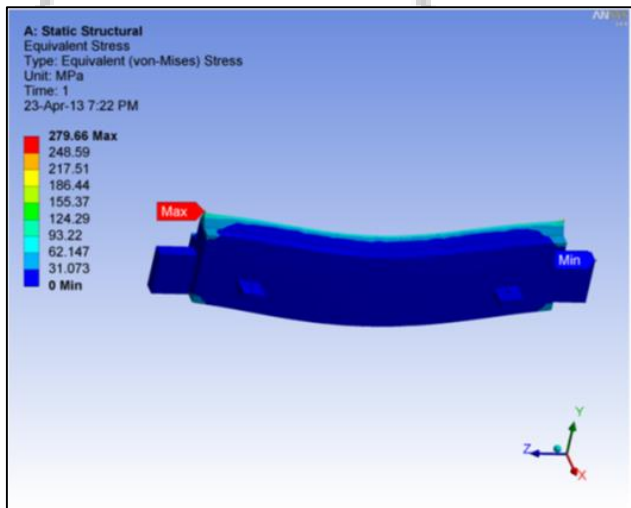 A: Static Structural
Equivalent Stress
Type: Equivalent (von-Mises) Stress
Unit: MPa
Time: 1
23-Apr-13 7:22 PM
279.66 Max
248.59
217.51
186.44
155.37
124.29
93.22
62.147
31.073
0 Min
Max
Min
Y
Z
X